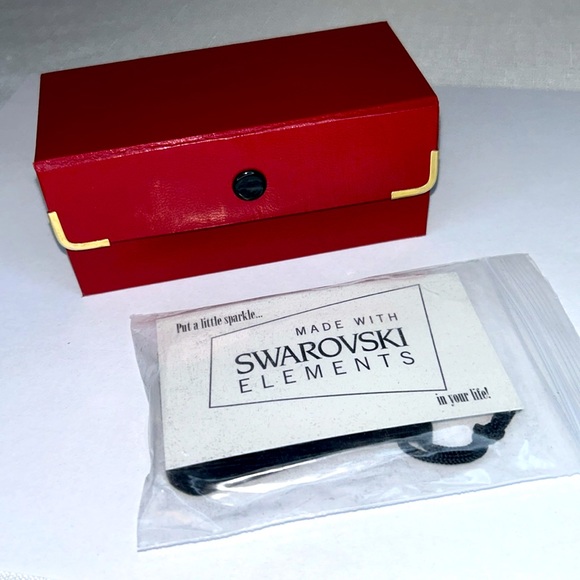 Put a little sparkle...
MADE WITH
SWAROVSKI
ELEMENTS
in your life!